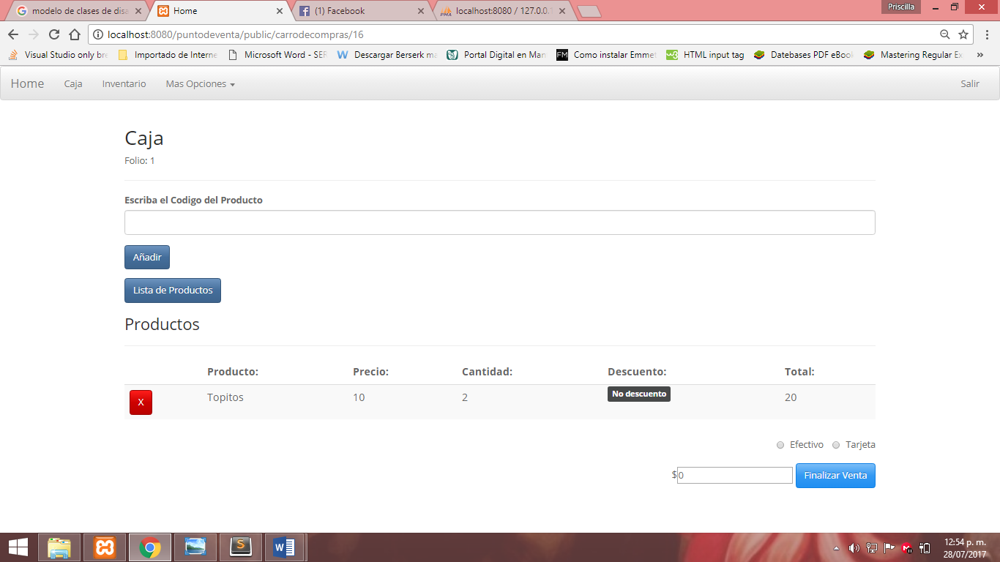 modelo de clases de disa
Home
(1) Facebook
localhost:8080 / 127.0.0.1
Priscilla
localhost:8080/puntodeventa/public/carrodecompras/16
Visual Studio only bre
Importado de Interne
Microsoft Word - SEP
Descargar Berserk ma
Portal Digital en Man
Como instalar Emmet
HTML input tag
Datebases PDF eBook
Mastering Regular Ex
»
Home Caja Inventario Mas Opciones Salir
Caja
Folio: 1
Escriba el Codigo del Producto
Añadir
Lista de Productos
Productos
Producto: Precio: Cantidad: Descuento: Total:
X Topitos 10 2 No descuento 20
Efectivo Tarjeta
$0 Finalizar Venta
12:54 p. m.
28/07/2017